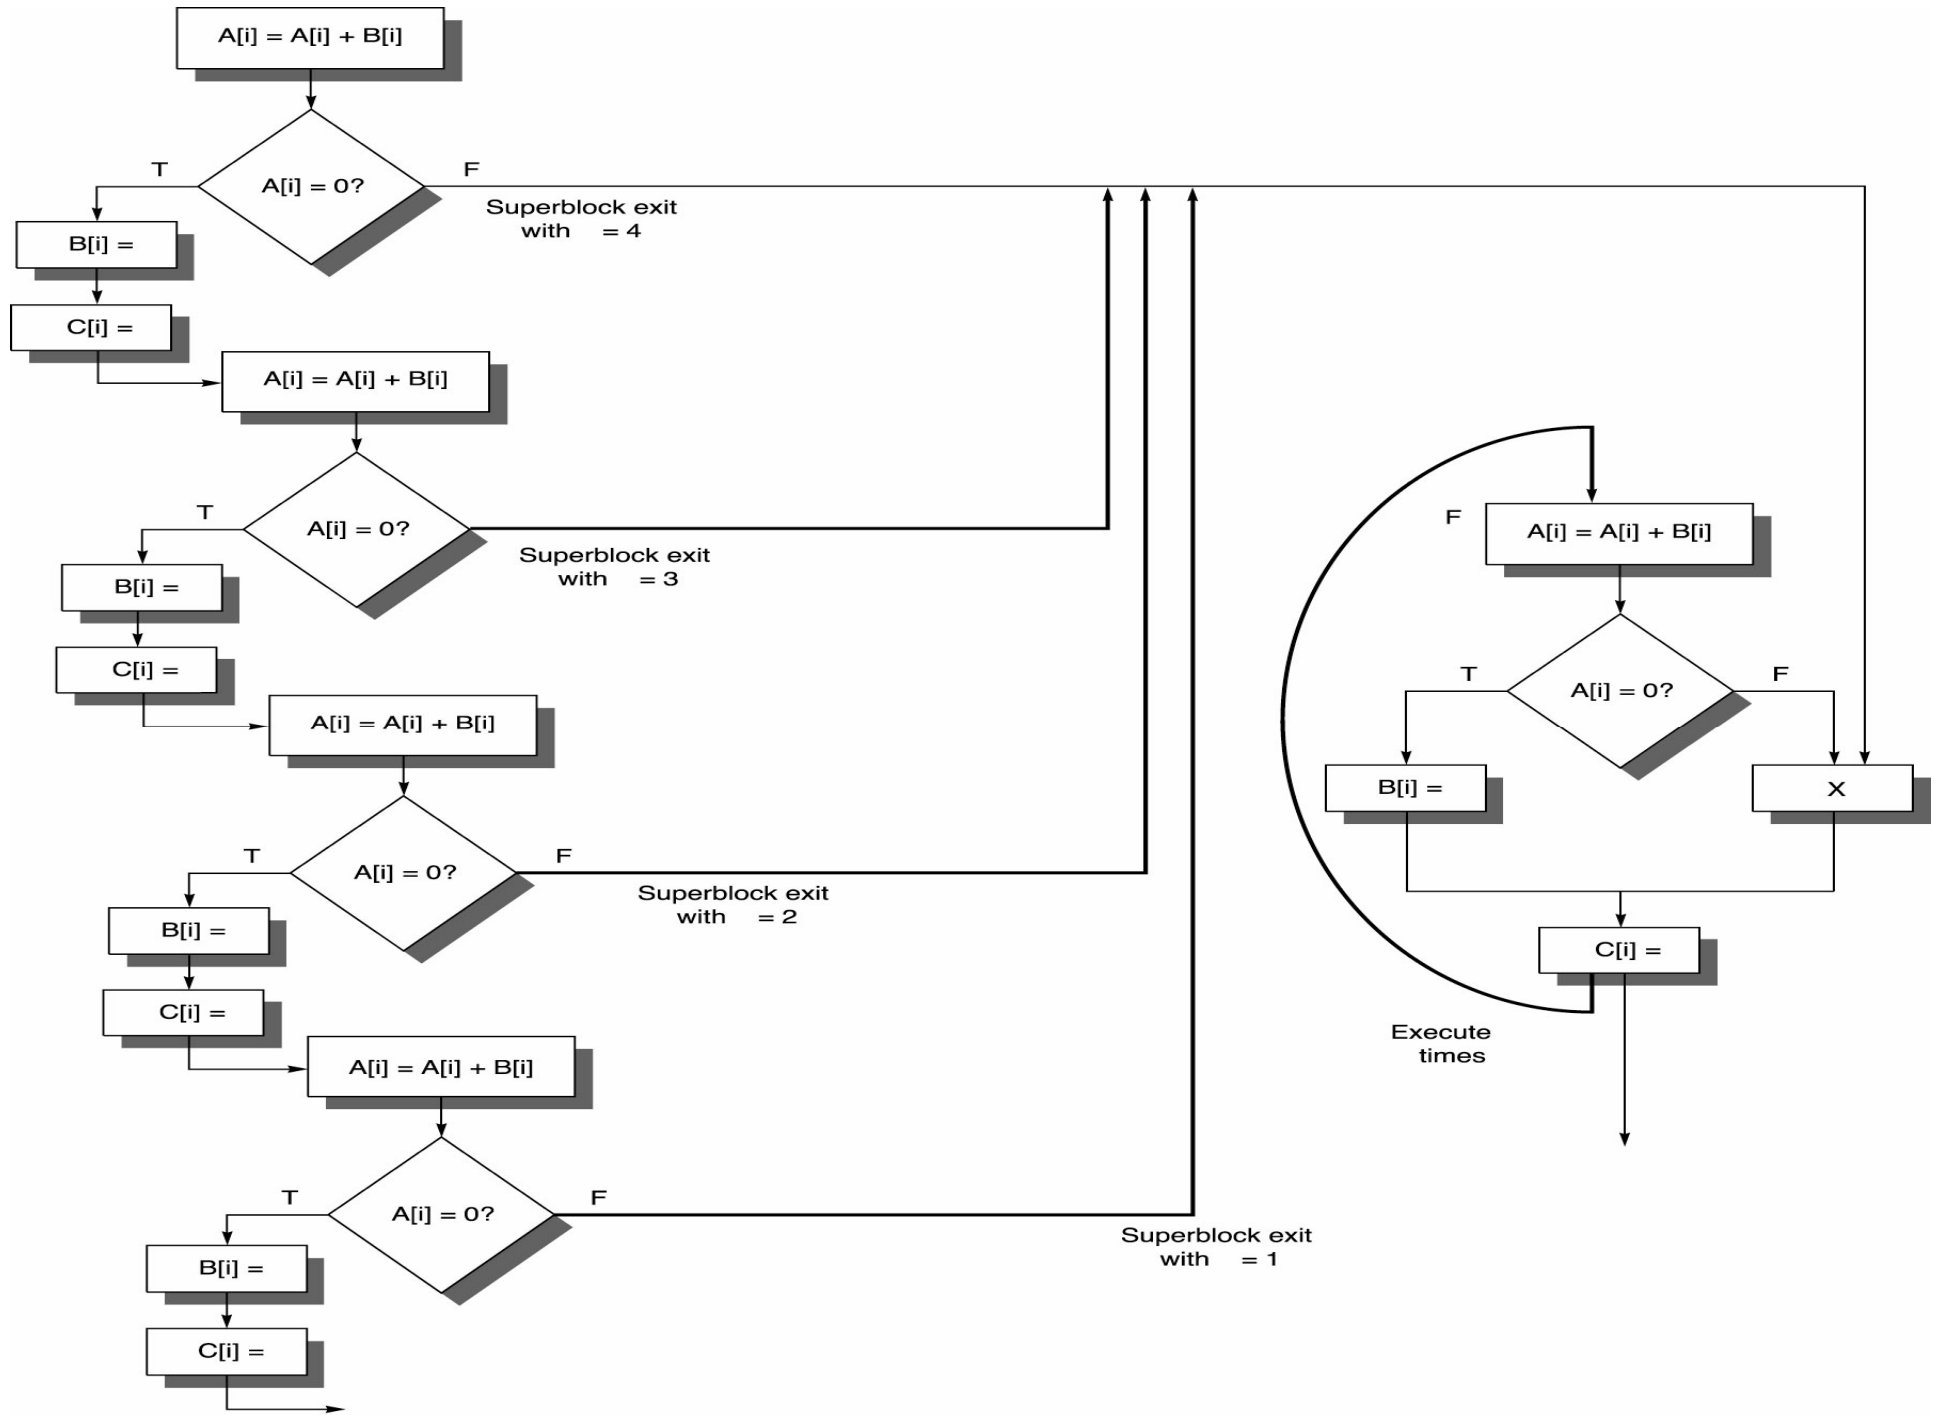 A[i] = A[i] + B[i]
T
F
A[i] = 0?
Superblock exit
with = 4
B[i] =
C[i] =
A[i] = A[i] + B[i]
T
A[i] = 0?
Superblock exit
with = 3
B[i] =
C[i] =
A[i] = A[i] + B[i]
T
F
A[i] = 0?
Superblock exit
with = 2
B[i] =
C[i] =
A[i] = A[i] + B[i]
T
F
A[i] = 0?
Superblock exit
with = 1
B[i] =
C[i] =
F
A[i] = A[i] + B[i]
T
F
A[i] = 0?
B[i] =
X
C[i] =
Execute
times